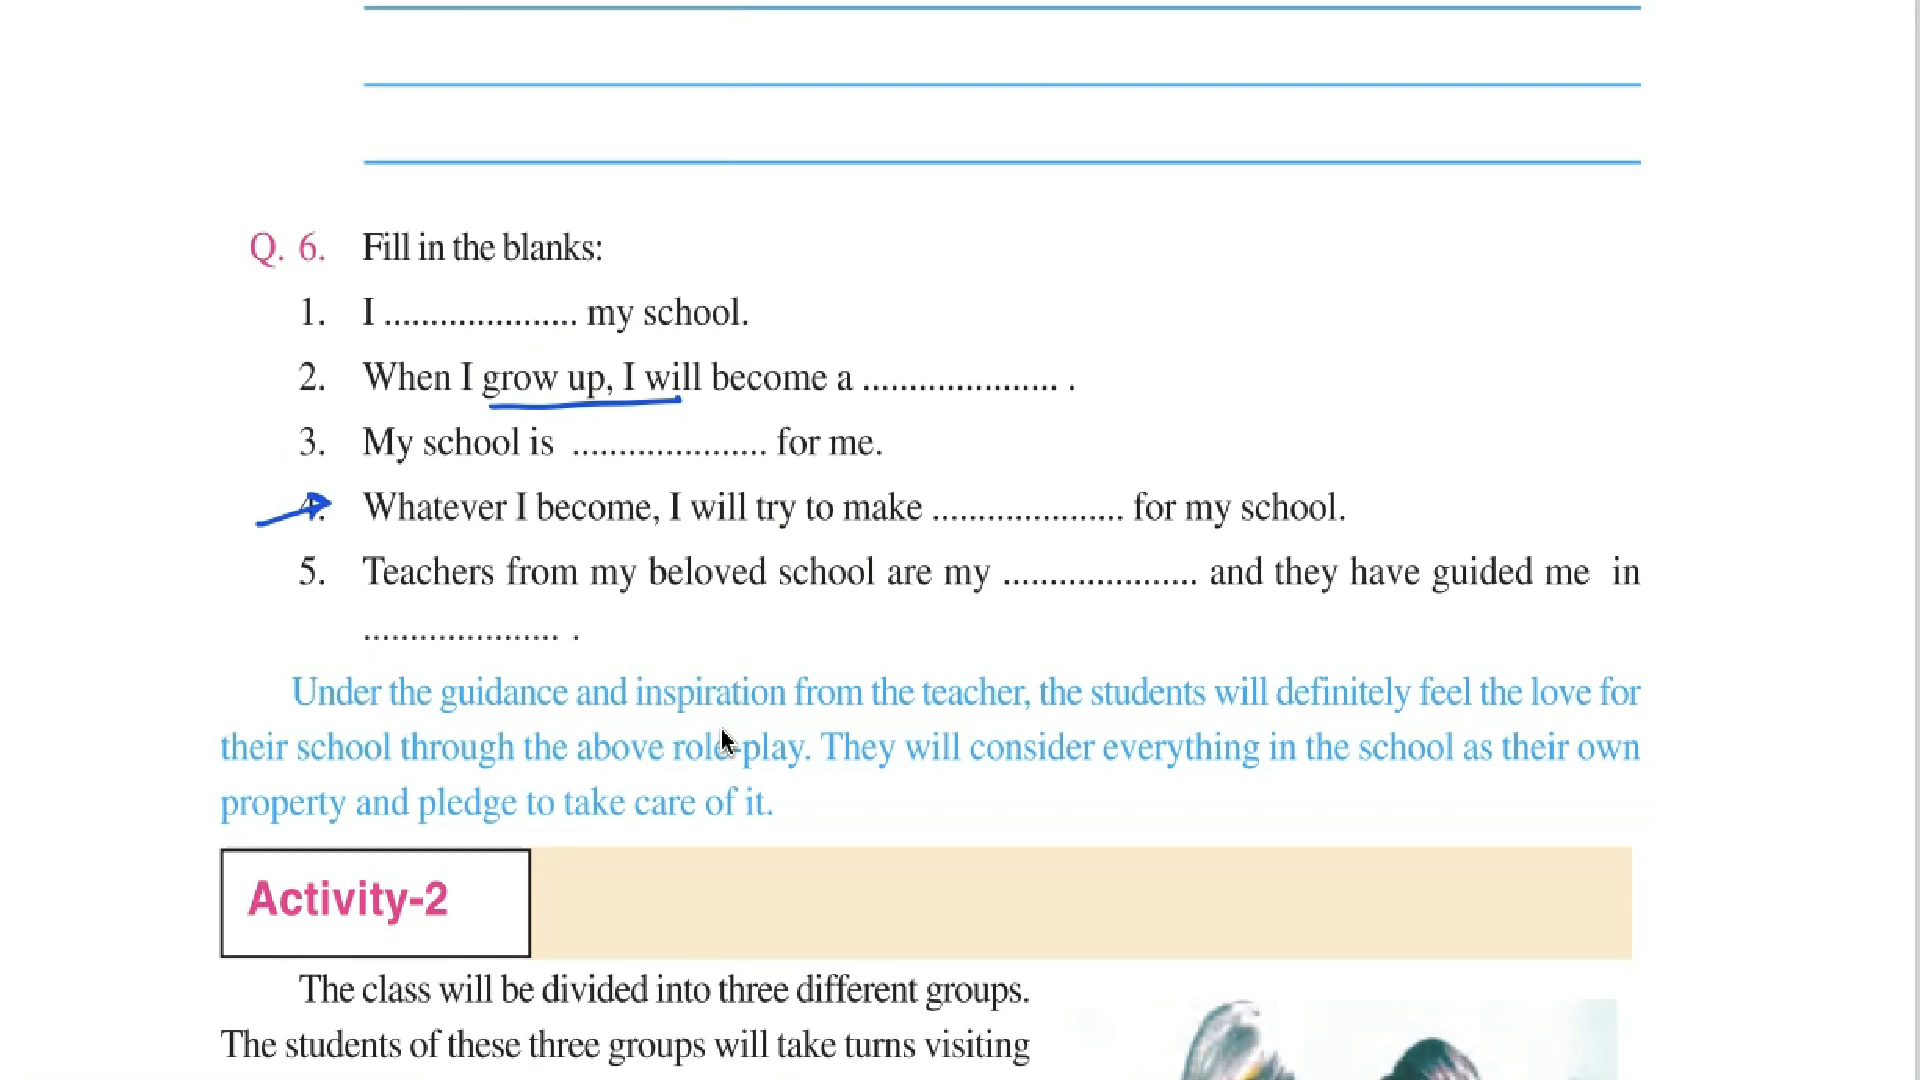 Q. 6. Fill in the blanks:
1. I ..................... my school.
2. When I grow up, I will become a ..................... .
3. My school is ..................... for me.
4. Whatever I become, I will try to make ..................... for my school.
5. Teachers from my beloved school are my ..................... and they have guided me in
..................... .
Under the guidance and inspiration from the teacher, the students will definitely feel the love for
their school through the above role-play. They will consider everything in the school as their own
property and pledge to take care of it.
Activity-2
The class will be divided into three different groups.
The students of these three groups will take turns visiting